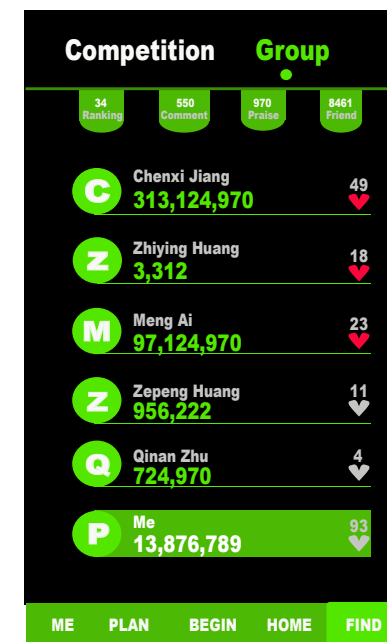 Competition Group
34 550 970 8461
Ranking Comment Praise Friend
C Chenxi Jiang 49
313,124,970
Z Zhiying Huang 18
3,312
M Meng Ai 23
97,124,970
Z Zepeng Huang 11
956,222
Q Qinan Zhu 4
724,970
P Me 93
13,876,789
ME PLAN BEGIN HOME FIND